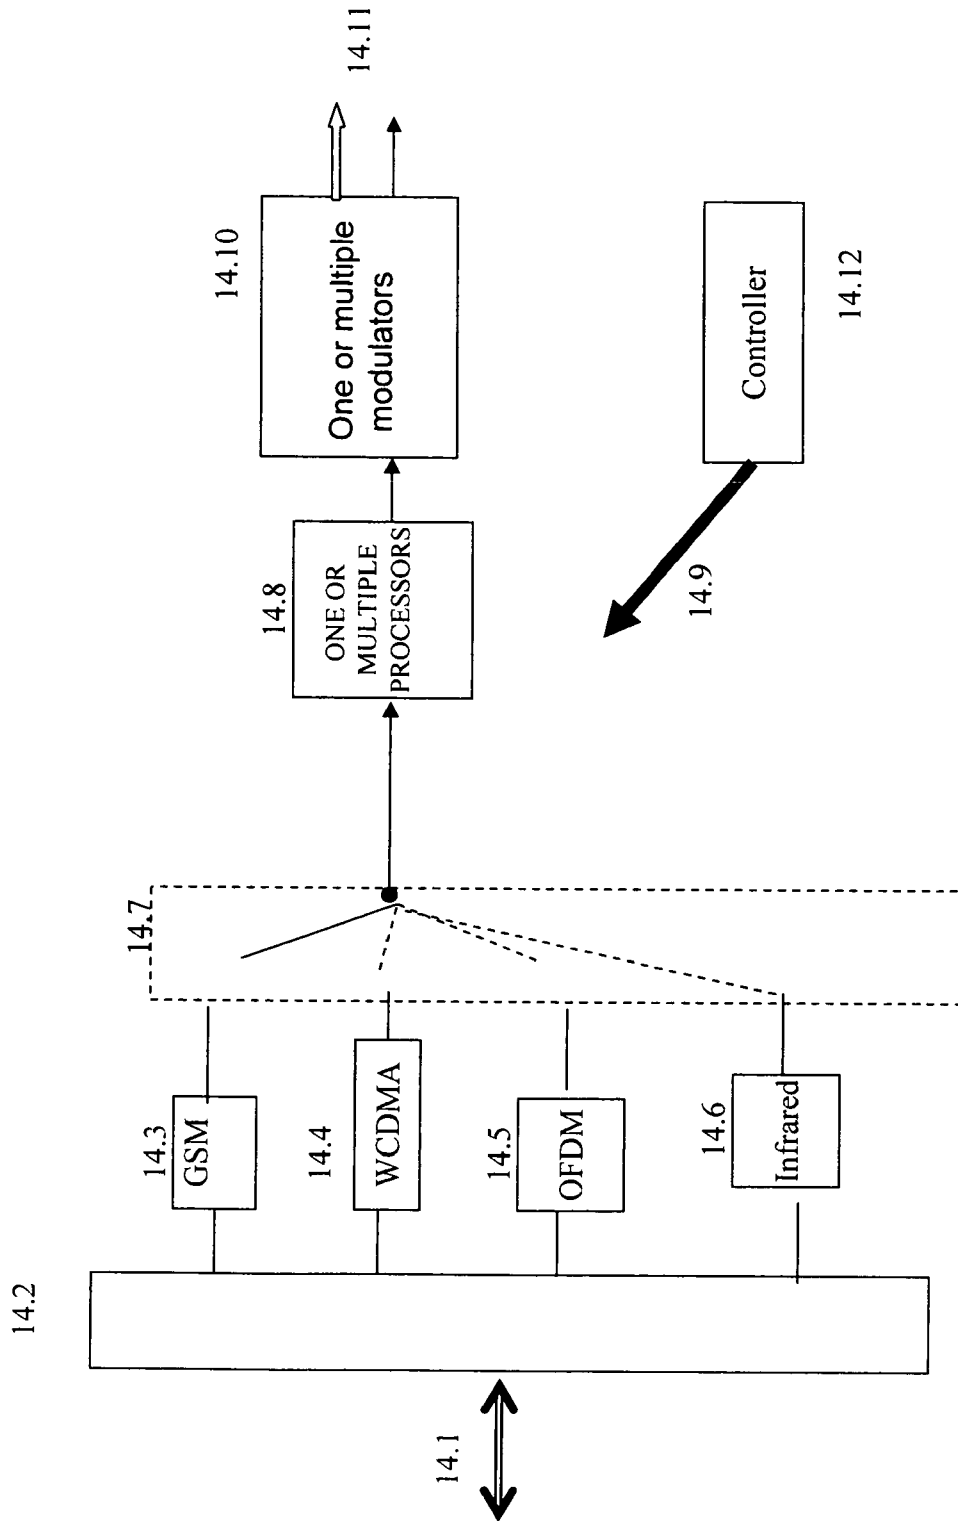 14.1
14.2
14.3
GSM
14.4
WCDMA
14.5
OFDM
14.6
Infrared
14.7
14.8
ONE OR
MULTIPLE
PROCESSORS
14.9
14.10
One or multiple
modulators
14.11
Controller
14.12